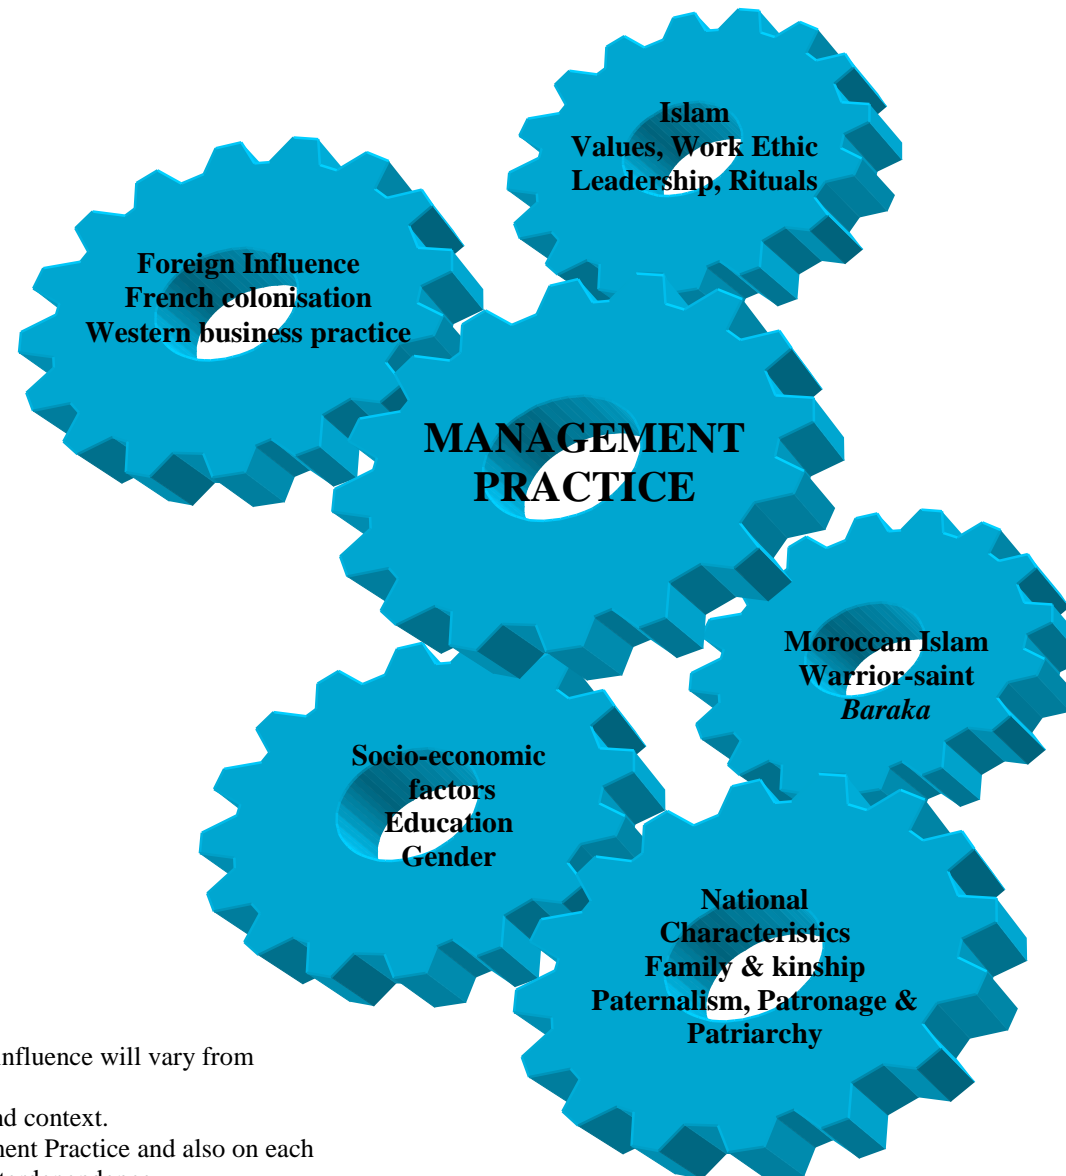 Islam
Values, Work Ethic
Leadership, Rituals
Foreign Influence
French colonisation
Western business practice
MANAGEMENT
PRACTICE
Moroccan Islam
Warrior-saint
Baraka
Socio-economic
factors
Education
Gender
National
Characteristics
Family & kinship
Paternalism, Patronage &
Patriarchy
influence will vary from
context.
Practice and also on each